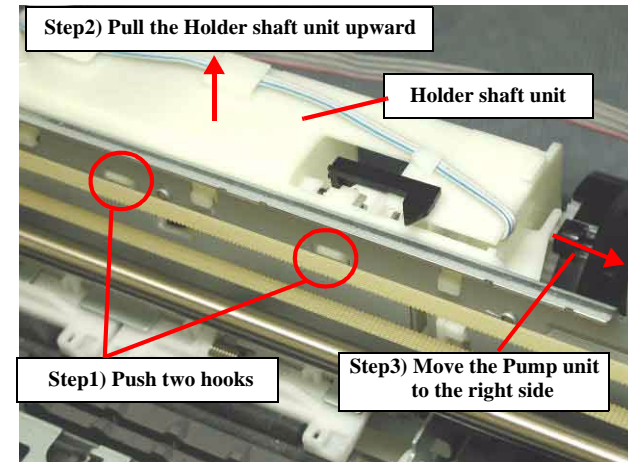 Step2) Pull the Holder shaft unit upward
Holder shaft unit
Step1) Push two hooks
Step3) Move the Pump unit
to the right side